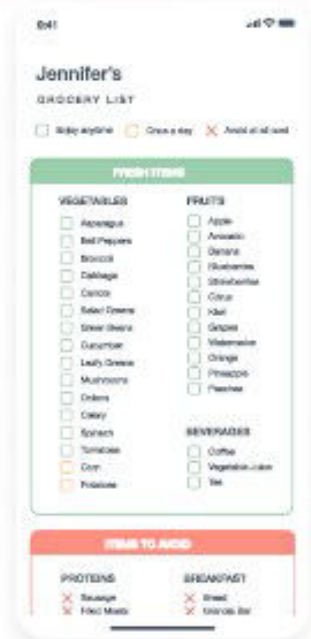 9:41
Jennifer's
GROCERY LIST
Enjoy anytime Once a day Avoid at all cost
FRESH ITEMS
VEGETABLES
Asparagus
Bell Peppers
Broccoli
Cabbage
Carrots
Salad Greens
Green Beans
Cucumber
Leafy Greens
Mushrooms
Onions
Celery
Spinach
Tomatoes
Corn
Potatoes
FRUITS
Apple
Avocado
Banana
Blueberries
Strawberries
Citrus
Kiwi
Grapes
Watermelon
Orange
Pineapple
Peaches
BEVERAGES
Coffee
Vegetable Juice
Tea
ITEMS TO AVOID
PROTEINS
Sausage
Fried Meats
BREAKFAST
Bread
Granola Bar